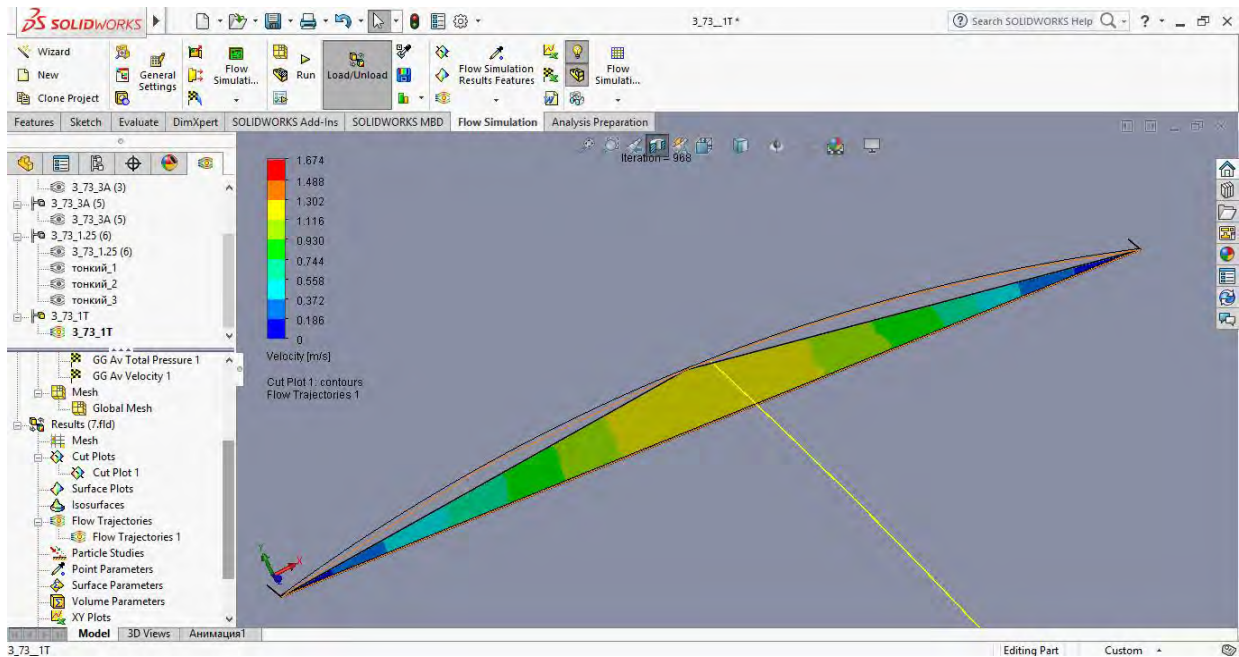 SOLIDWORKS
3_73__1T *
Search SOLIDWORKS Help
Wizard
New
Clone Project
General Settings
Flow Simulati...
Run
Load/Unload
Flow Simulation Results Features
Flow Simulati...
Features
Sketch
Evaluate
DimXpert
SOLIDWORKS Add-Ins
SOLIDWORKS MBD
Flow Simulation
Analysis Preparation
3_73_3A (3)
3_73_3A (5)
3_73_3A (5)
3_73_1.25 (6)
3_73_1.25 (6)
тонкий_1
тонкий_2
тонкий_3
3_73_1T
3_73_1T
GG Av Total Pressure 1
GG Av Velocity 1
Mesh
Global Mesh
Results (7.fld)
Mesh
Cut Plots
Cut Plot 1
Surface Plots
Isosurfaces
Flow Trajectories
Flow Trajectories 1
Particle Studies
Point Parameters
Surface Parameters
Volume Parameters
XY Plots
Iteration = 968
1.674
1.488
1.302
1.116
0.930
0.744
0.558
0.372
0.186
0
Velocity [m/s]
Cut Plot 1: contours
Flow Trajectories 1
Y
X
Model
3D Views
Анимация1
3_73__1T
Editing Part
Custom